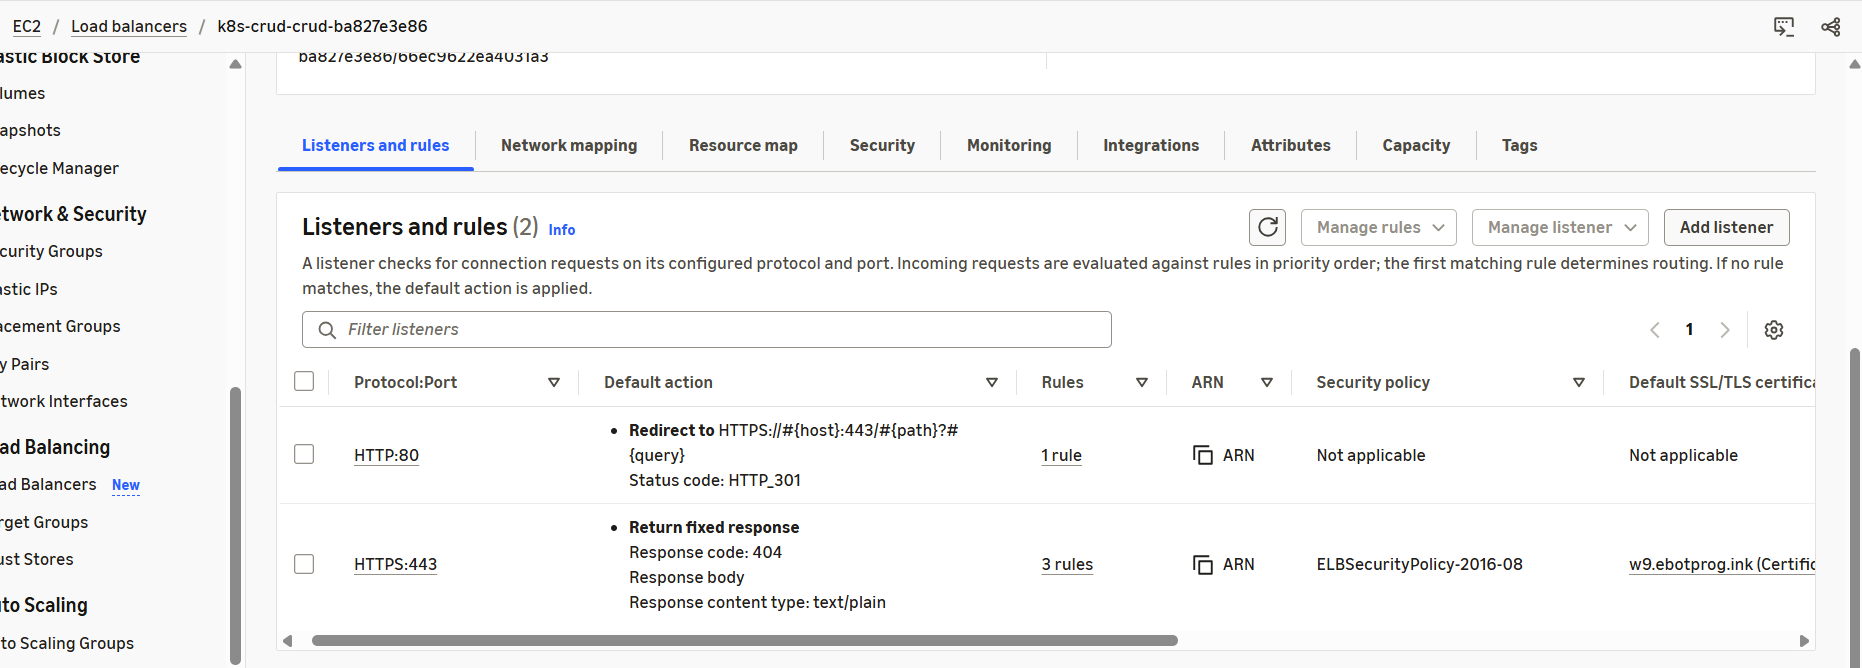 EC2 / Load balancers / k8s-crud-crud-ba827e3e86
astic Block Store
lumes
apshots
ecycle Manager
twork & Security
curity Groups
astic IPs
acement Groups
y Pairs
twork Interfaces
ad Balancing
ad Balancers New
rget Groups
ust Stores
to Scaling
to Scaling Groups
ba827e3e86/66ec9622ea4031a3
Listeners and rules
Network mapping
Resource map
Security
Monitoring
Integrations
Attributes
Capacity
Tags
Listeners and rules (2) Info
Manage rules
Manage listener
Add listener
A listener checks for connection requests on its configured protocol and port. Incoming requests are evaluated against rules in priority order; the first matching rule determines routing. If no rule
matches, the default action is applied.
Filter listeners
1
Protocol:Port Default action Rules ARN Security policy Default SSL/TLS certifica
HTTP:80
• Redirect to HTTPS://#{host}:443/#{path}?#
{query}
Status code: HTTP_301
1 rule
ARN
Not applicable
Not applicable
HTTPS:443
• Return fixed response
Response code: 404
Response body
Response content type: text/plain
3 rules
ARN
ELBSecurityPolicy-2016-08
w9.ebotprog.ink (Certific